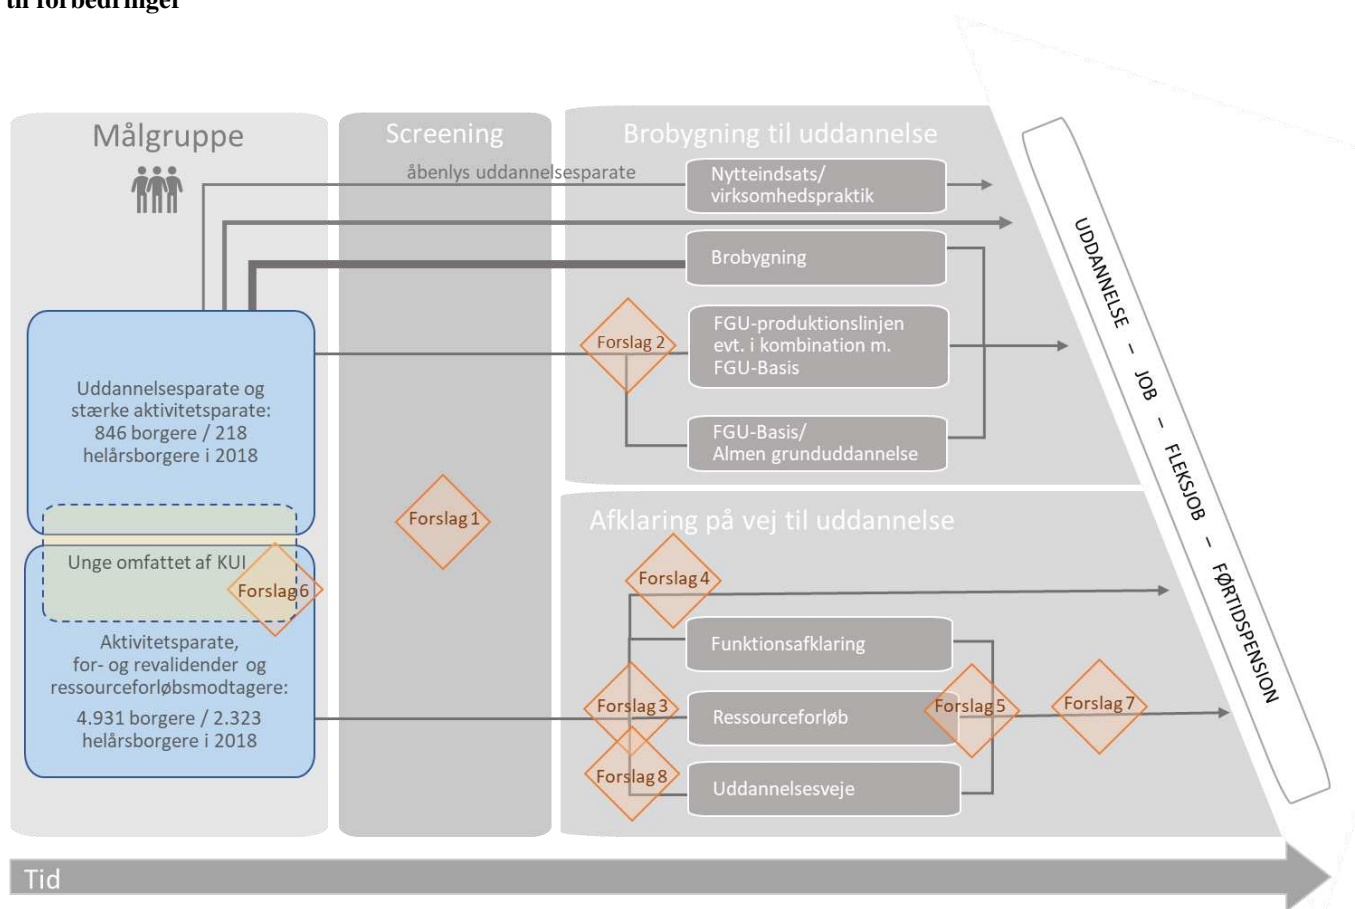 til forbedringer
Målgruppe
Screening
Brobygning til uddannelse
åbenlys uddannelsesparate
Nytteindsats/
virksomhedspraktik
Brobygning
Forslag 2
FGU-produktionslinjen
evt. i kombination m.
FGU-Basis
FGU-Basis/
Almen grunduddannelse
Uddannelsesparate og
stærke aktivitetsparate:
846 borgere / 218
helårsborgere i 2018
Forslag 1
Unge omfattet af KUI
Forslag 6
Aktivitetsparate,
for- og revalidender og
ressourceforløbsmodtagere:
4.931 borgere / 2.323
helårsborgere i 2018
Afklaring på vej til uddannelse
Forslag 4
Funktionsafklaring
Forslag 3
Ressourceforløb
Forslag 5
Forslag 7
Forslag 8
Uddannelsesveje
UDDANNELSE – JOB – FLEKSJOB – FØRTIDSPENSION
Tid